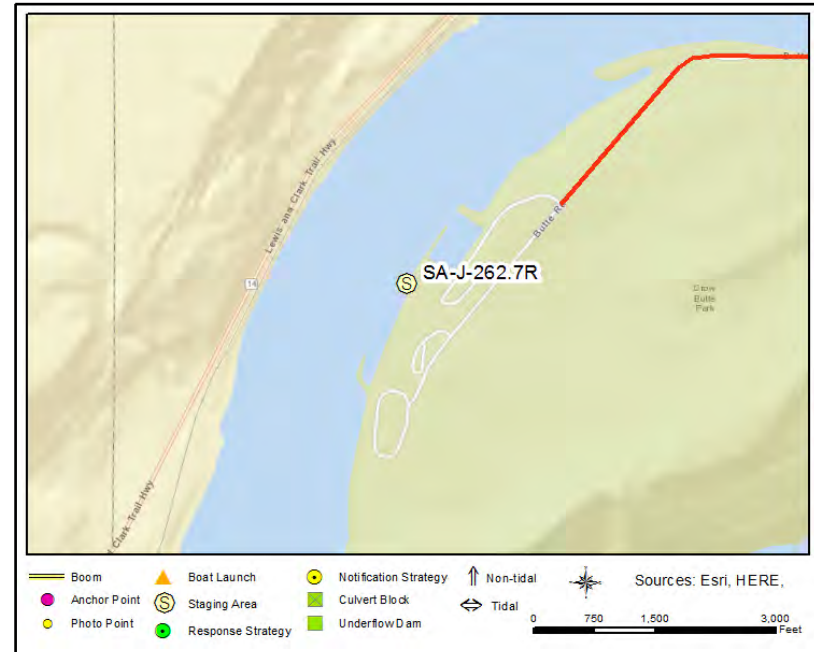 Lewis and Clark Trail Hwy
14
Butte R
SA-J-262.7R
Butte
Park
Clark Trail Hwy
Boom
Boat Launch
Notification Strategy
Non-tidal
Sources: Esri, HERE,
Anchor Point
Staging Area
S
Culvert Block
Tidal
Photo Point
Response Strategy
Underflow Dam
0 750 1,500 3,000
Feet